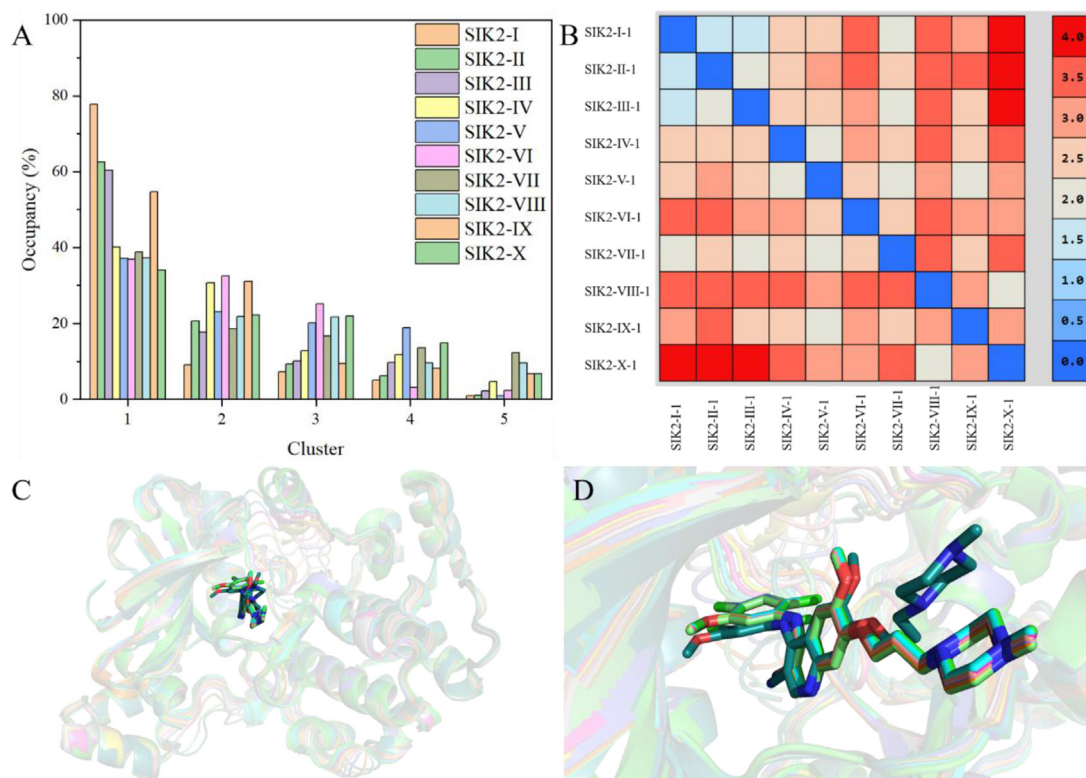 A
100
80
60
40
20
0
Occupancy (%)
1
2
3
4
5
Cluster
SIK2-I
SIK2-II
SIK2-III
SIK2-IV
SIK2-V
SIK2-VI
SIK2-VII
SIK2-VIII
SIK2-IX
SIK2-X
B
SIK2-I-1
SIK2-II-1
SIK2-III-1
SIK2-IV-1
SIK2-V-1
SIK2-VI-1
SIK2-VII-1
SIK2-VIII-1
SIK2-IX-1
SIK2-X-1
SIK2-I-1
SIK2-II-1
SIK2-III-1
SIK2-IV-1
SIK2-V-1
SIK2-VI-1
SIK2-VII-1
SIK2-VIII-1
SIK2-IX-1
SIK2-X-1
4.0
3.5
3.0
2.5
2.0
1.5
1.0
0.5
0.0
C
D